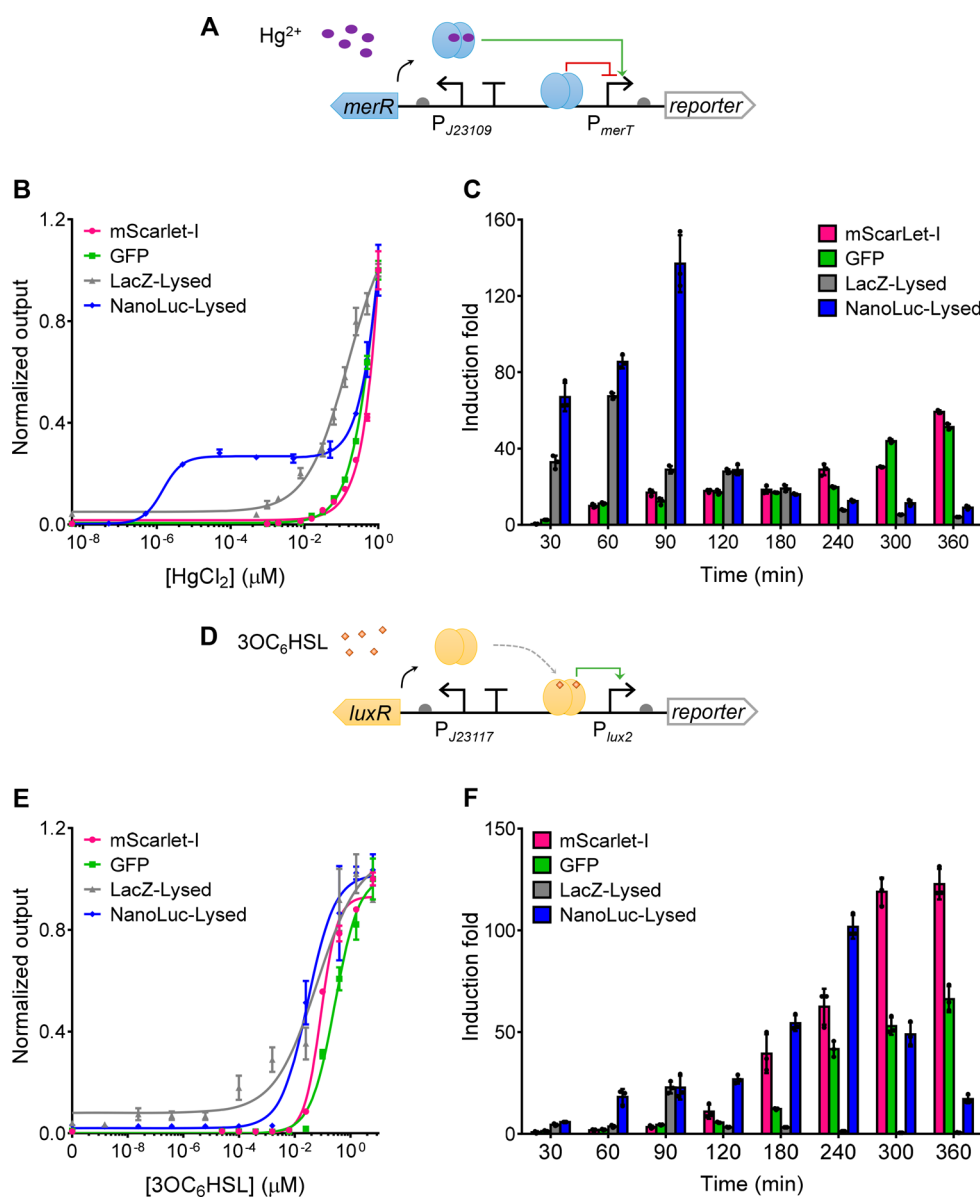 A
Hg2+
merR
PJ23109
PmerT
reporter
B
1.2
0.8
0.4
0.0
Normalized output
mScarlet-I
GFP
LacZ-Lysed
NanoLuc-Lysed
10-8 10-6 10-4 10-2 100
[HgCl2] (μM)
C
160
120
80
40
0
Induction fold
mScarLet-I
GFP
LacZ-Lysed
NanoLuc-Lysed
30 60 90 120 180 240 300 360
Time (min)
D
3OC6HSL
luxR
PJ23117
Plux2
reporter
E
1.2
0.8
0.4
0.0
Normalized output
mScarlet-I
GFP
LacZ-Lysed
NanoLuc-Lysed
0 10-6 10-4 10-2 100
[3OC6HSL] (μM)
F
150
100
50
0
Induction fold
mScarlet-I
GFP
LacZ-Lysed
NanoLuc-Lysed
30 60 90 120 180 240 300 360
Time (min)